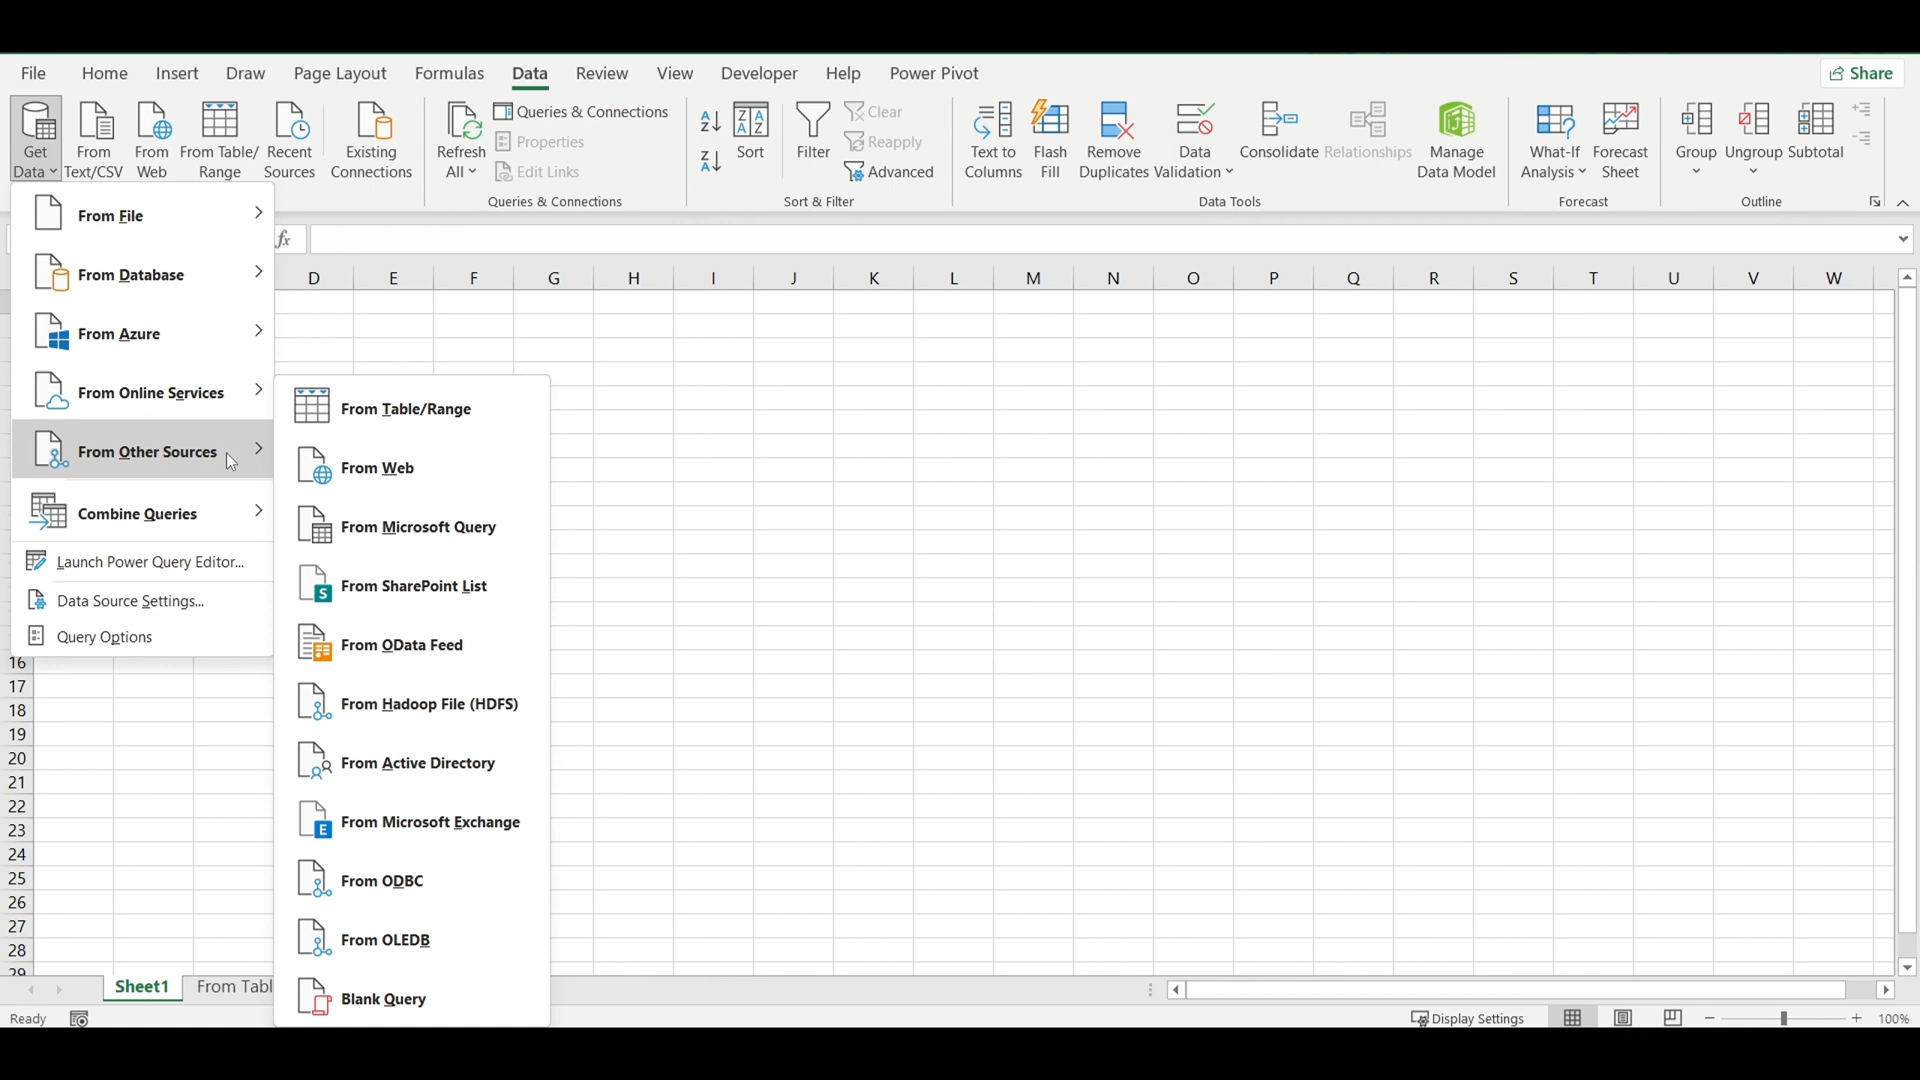 File Home Insert Draw Page Layout Formulas Data Review View Developer Help Power Pivot Share
Get Data
From Text/CSV
From Web
From Table/ Range
Recent Sources
Existing Connections
Refresh All
Queries & Connections
Properties
Edit Links
Queries & Connections
Sort
Filter
Clear
Reapply
Advanced
Sort & Filter
Text to Columns
Flash Fill
Remove Duplicates
Data Validation
Consolidate
Relationships
Manage Data Model
Data Tools
What-If Analysis
Forecast Sheet
Forecast
Group
Ungroup
Subtotal
Outline
fx
From File
From Database
From Azure
From Online Services
From Other Sources
Combine Queries
Launch Power Query Editor...
Data Source Settings...
Query Options
From Table/Range
From Web
From Microsoft Query
From SharePoint List
From OData Feed
From Hadoop File (HDFS)
From Active Directory
From Microsoft Exchange
From ODBC
From OLEDB
Blank Query
D E F G H I J K L M N O P Q R S T U V W
16
17
18
19
20
21
22
23
24
25
26
27
28
29
Sheet1 From Tabl
Ready Display Settings 100%